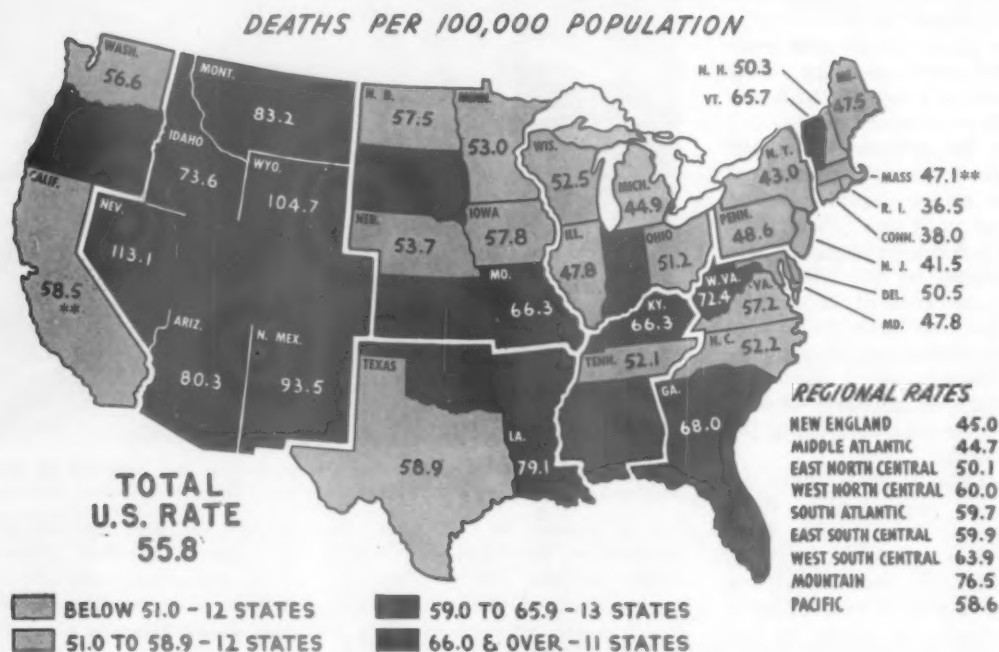 DEATHS PER 100,000 POPULATION
WASH.
56.6
MONT.
83.2
IDAHO
73.6
WYO.
104.7
N. D.
57.5
MINN.
53.0
WIS.
52.5
MICH.
44.9
N. H. 50.3
VT. 65.7
ME.
47.5
N. Y.
43.0
MASS 47.1**
R. I. 36.5
CONN. 38.0
N. J. 41.5
DEL. 50.5
MD. 47.8
CALIF.
58.5
**
NEV.
113.1
NEB.
53.7
IOWA
57.8
ILL.
47.8
OHIO
51.2
PENN.
48.6
W. VA.
72.4
VA.
57.2
MO.
66.3
KY.
66.3
TENN. 52.1
N. C.
52.2
ARIZ.
80.3
N. MEX.
93.5
TEXAS
58.9
LA.
79.1
GA.
68.0
TOTAL
U.S. RATE
55.8
REGIONAL RATES
NEW ENGLAND 45.0
MIDDLE ATLANTIC 44.7
EAST NORTH CENTRAL 50.1
WEST NORTH CENTRAL 60.0
SOUTH ATLANTIC 59.7
EAST SOUTH CENTRAL 59.9
WEST SOUTH CENTRAL 63.9
MOUNTAIN 76.5
PACIFIC 58.6
BELOW 51.0 - 12 STATES
51.0 TO 58.9 - 12 STATES
59.0 TO 65.9 - 13 STATES
66.0 & OVER - 11 STATES